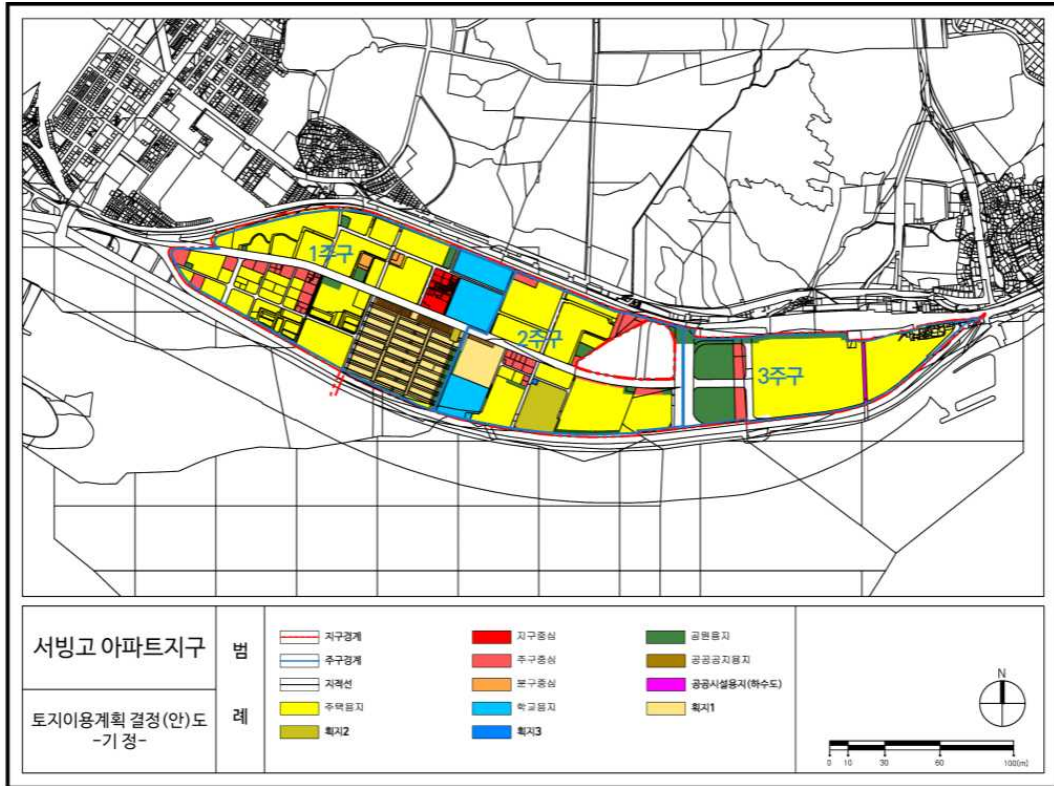 1주구
2주구
3주구
서빙고 아파트지구
토지이용계획 결정(안)도
-기 정-
범
례
지구경계
주구경계
지적선
주택용지
획지2
지구중심
주구중심
분구중심
학교용지
획지3
공원용지
공공공지용지
공공시설용지(하수도)
획지1
N
0 10 30 60 100(m)